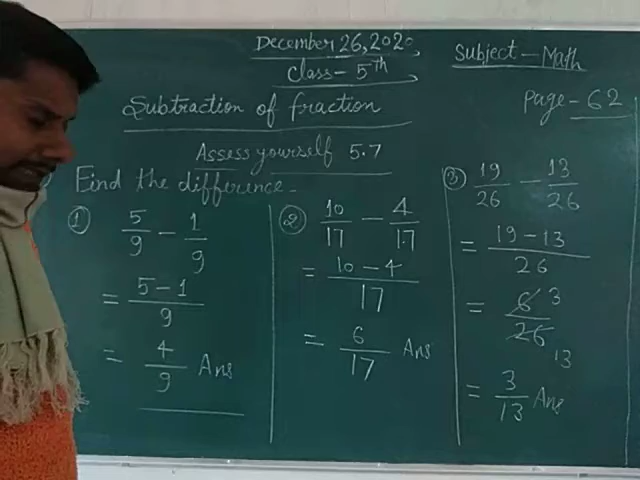 December 26, 2020
Subject - Math
Class - 5th
Subtraction of fraction
page - 62
Assess yourself 5.7
Find the difference -
① 5/9 - 1/9
= 5-1/9
= 4/9 Ans
② 10/17 - 4/17
= 10-4/17
= 6/17 Ans
③ 19/26 - 13/26
= 19-13/26
= 6/26 3 13
= 3/13 Ans